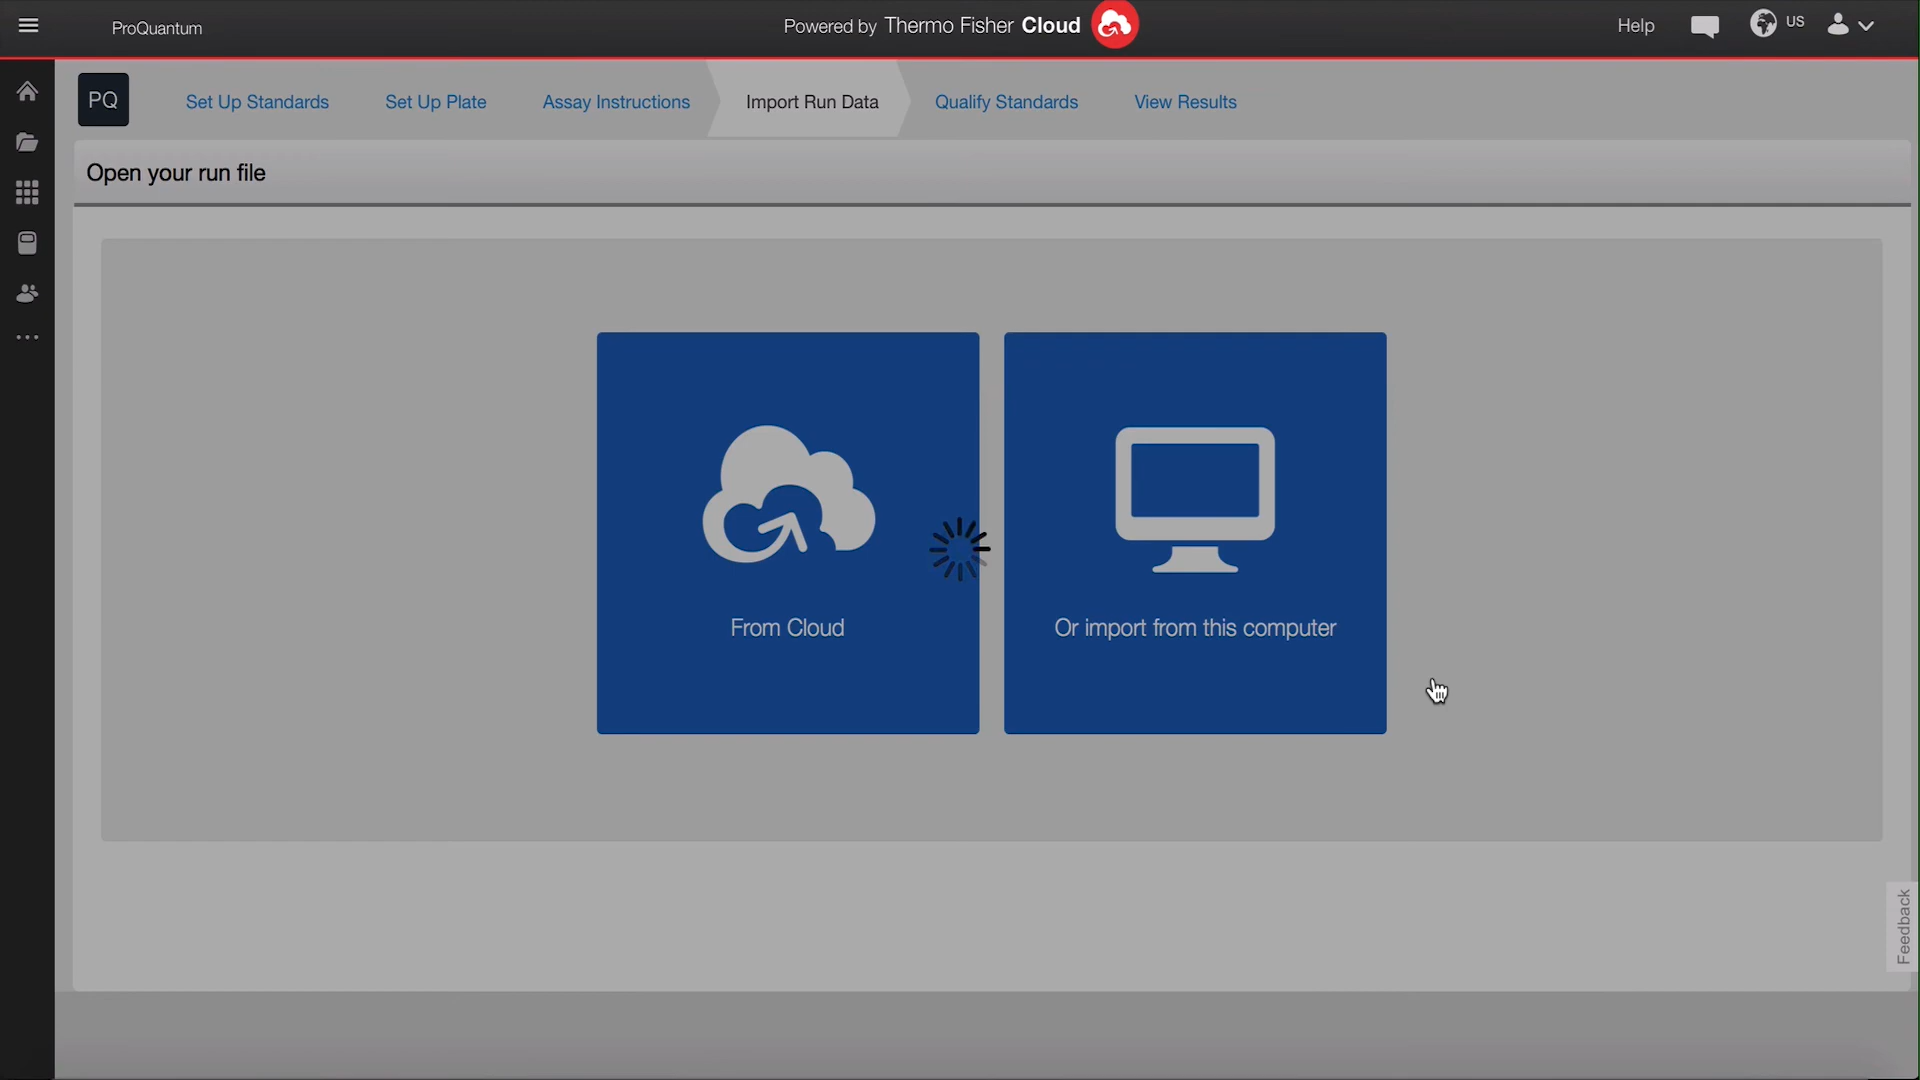 ProQuantum
Powered by Thermo Fisher Cloud
Help
US
PQ
Set Up Standards
Set Up Plate
Assay Instructions
Import Run Data
Qualify Standards
View Results
Open your run file
From Cloud
Or import from this computer
Feedback